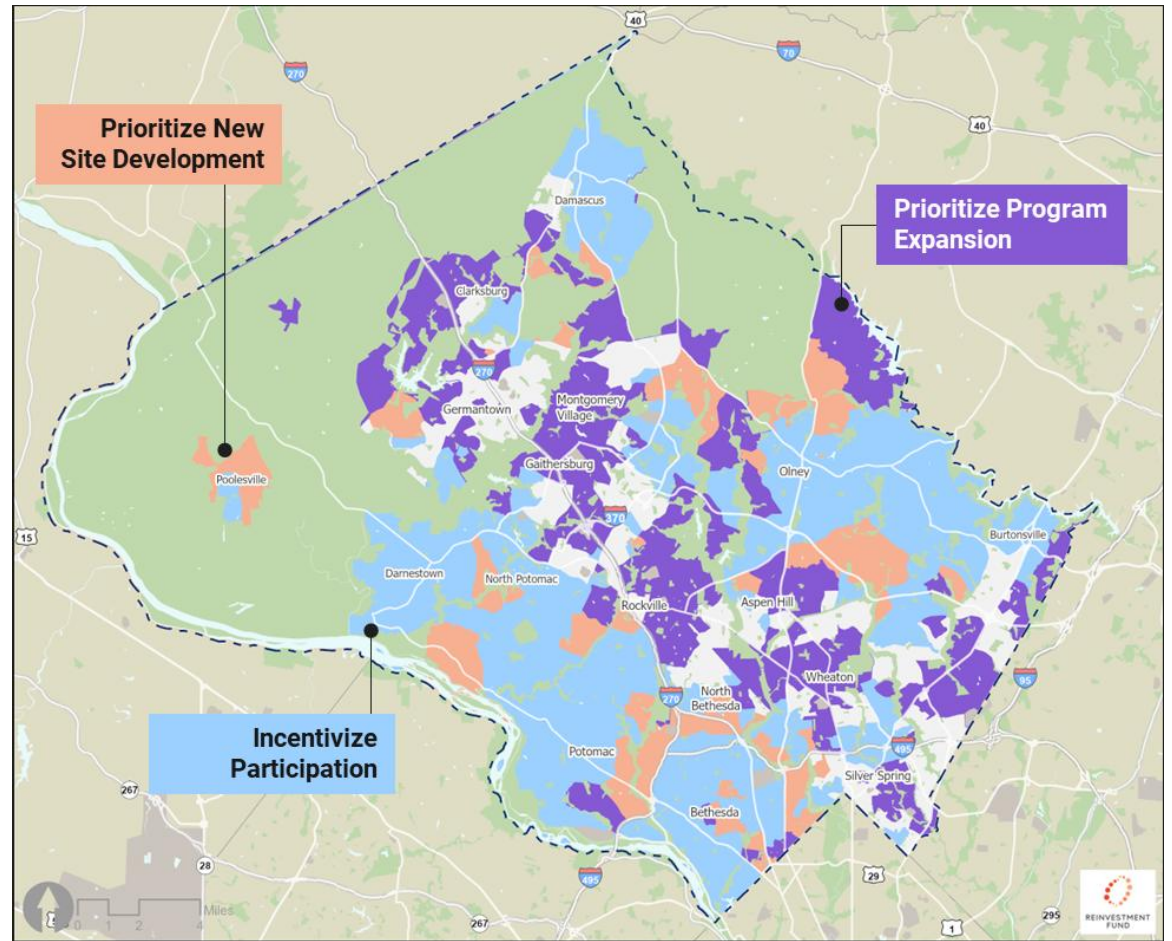 40
270
70
40
Prioritize New
Site Development
Prioritize Program
Expansion
Damascus
Clarksburg
270
Germantown
Montgomery
Village
Gaithersburg
Poolesville
Olney
370
15
Burtonsville
Darnestown
North Potomac
Rockville
Aspen Hill
Wheaton
95
270
North
Bethesda
Incentivize
Participation
Potomac
495
Silver Spring
267
Bethesda
28
495
29
Miles
0 1 2 4
267
1
295
REINVESTMENT
FUND